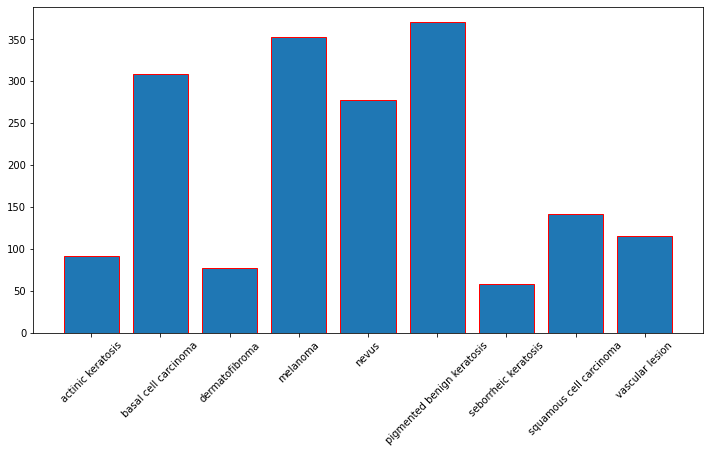 350
300
250
200
150
100
50
0
actinic keratosis
basal cell carcinoma
dermatofibroma
melanoma
nevus
pigmented benign keratosis
seborrheic keratosis
squamous cell carcinoma
vascular lesion